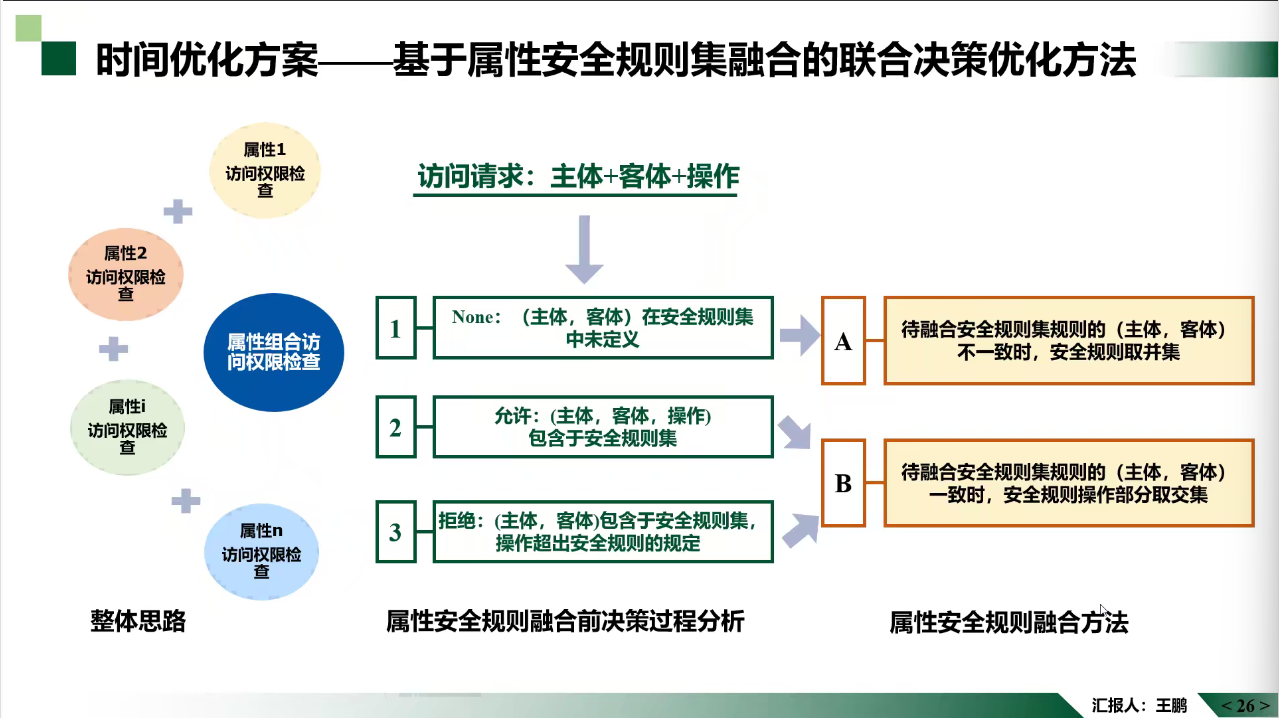 时间优化方案——基于属性安全规则集融合的联合决策优化方法
属性1
访问权限检
查
属性2
访问权限检
查
属性组合访
问权限检查
属性i
访问权限检
查
属性n
访问权限检
查
整体思路
访问请求：主体+客体+操作
1
None：（主体，客体）在安全规则集
中未定义
2
允许：(主体，客体，操作)
包含于安全规则集
3
拒绝：(主体，客体)包含于安全规则集，
操作超出安全规则的规定
属性安全规则融合前决策过程分析
A
待融合安全规则集规则的（主体，客体）
不一致时，安全规则取并集
B
待融合安全规则集规则的（主体，客体）
一致时，安全规则操作部分取交集
属性安全规则融合方法
汇报人：王鹏
< 26 >